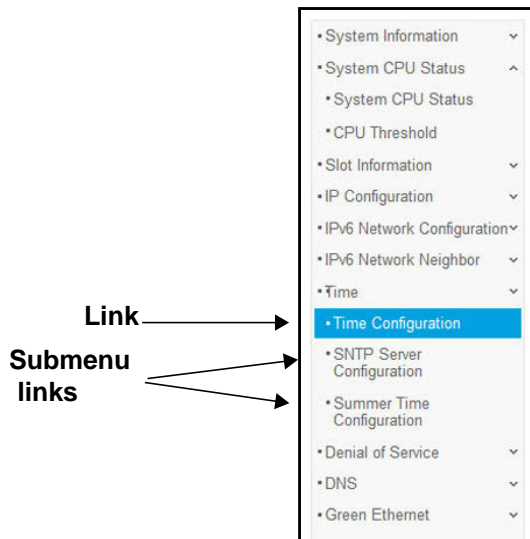 • System Information
• System CPU Status
• System CPU Status
• CPU Threshold
• Slot Information
• IP Configuration
• IPv6 Network Configuration
• IPv6 Network Neighbor
• Time
Link
• Time Configuration
Submenu
links
• SNTP Server
Configuration
• Summer Time
Configuration
• Denial of Service
• DNS
• Green Ethernet